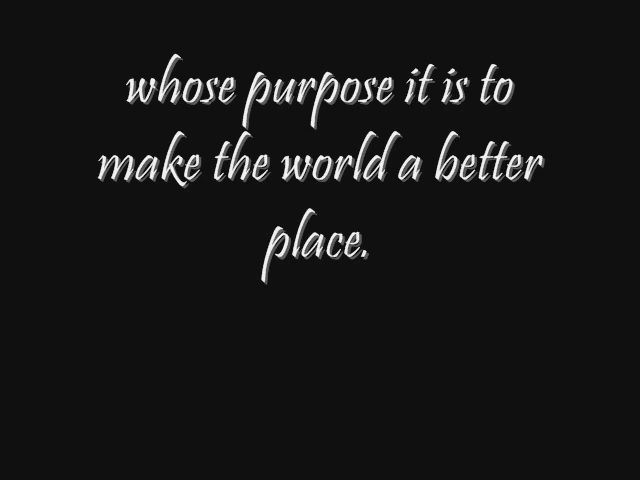 whose purpose it is to
make the world a better
place.